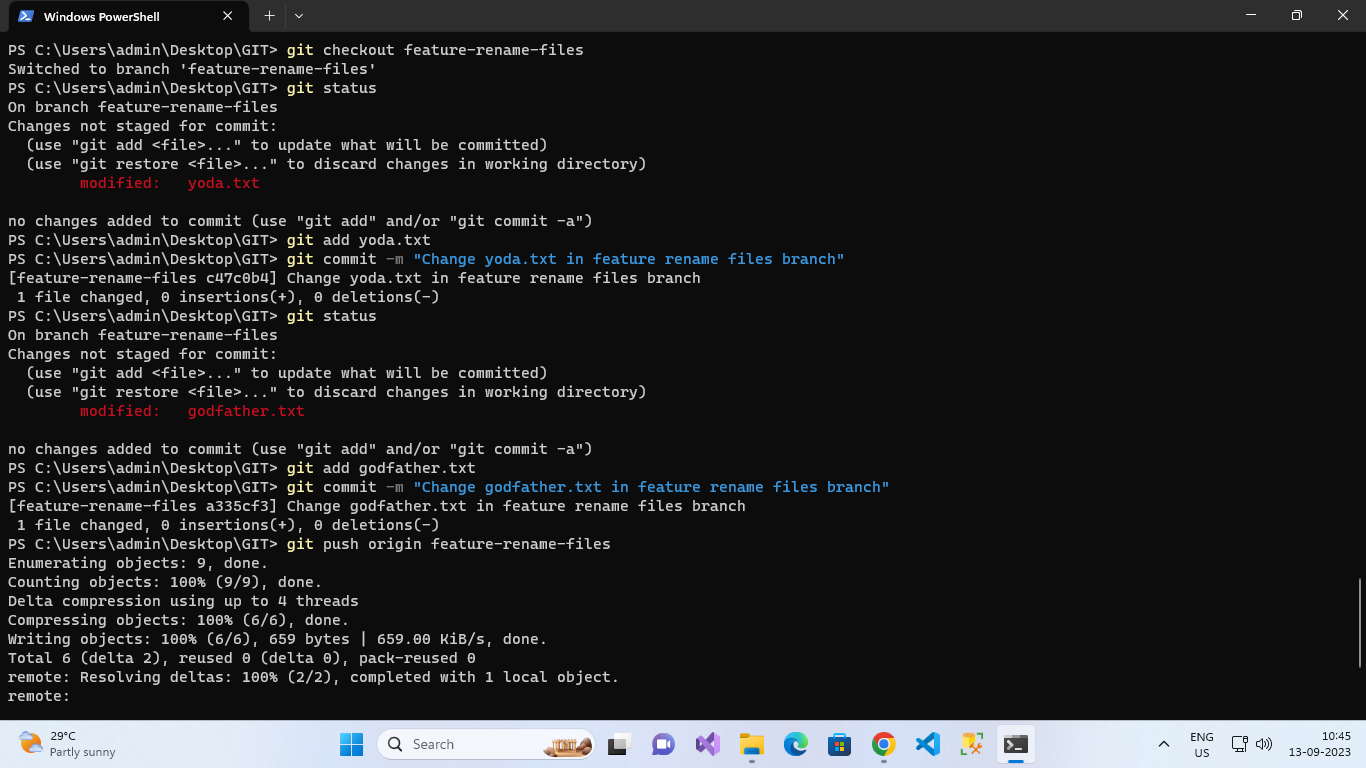 Windows PowerShell
PS C:\Users\admin\Desktop\GIT> git checkout feature-rename-files
Switched to branch 'feature-rename-files'
PS C:\Users\admin\Desktop\GIT> git status
On branch feature-rename-files
Changes not staged for commit:
  (use "git add <file>..." to update what will be committed)
  (use "git restore <file>..." to discard changes in working directory)
        modified:   yoda.txt
no changes added to commit (use "git add" and/or "git commit -a")
PS C:\Users\admin\Desktop\GIT> git add yoda.txt
PS C:\Users\admin\Desktop\GIT> git commit -m "Change yoda.txt in feature rename files branch"
[feature-rename-files c47c0b4] Change yoda.txt in feature rename files branch
 1 file changed, 0 insertions(+), 0 deletions(-)
PS C:\Users\admin\Desktop\GIT> git status
On branch feature-rename-files
Changes not staged for commit:
  (use "git add <file>..." to update what will be committed)
  (use "git restore <file>..." to discard changes in working directory)
        modified:   godfather.txt
no changes added to commit (use "git add" and/or "git commit -a")
PS C:\Users\admin\Desktop\GIT> git add godfather.txt
PS C:\Users\admin\Desktop\GIT> git commit -m "Change godfather.txt in feature rename files branch"
[feature-rename-files a335cf3] Change godfather.txt in feature rename files branch
 1 file changed, 0 insertions(+), 0 deletions(-)
PS C:\Users\admin\Desktop\GIT> git push origin feature-rename-files
Enumerating objects: 9, done.
Counting objects: 100% (9/9), done.
Delta compression using up to 4 threads
Compressing objects: 100% (6/6), done.
Writing objects: 100% (6/6), 659 bytes | 659.00 KiB/s, done.
Total 6 (delta 2), reused 0 (delta 0), pack-reused 0
remote: Resolving deltas: 100% (2/2), completed with 1 local object.
remote:
29°C
Partly sunny
Search
ENG
US
10:45
13-09-2023